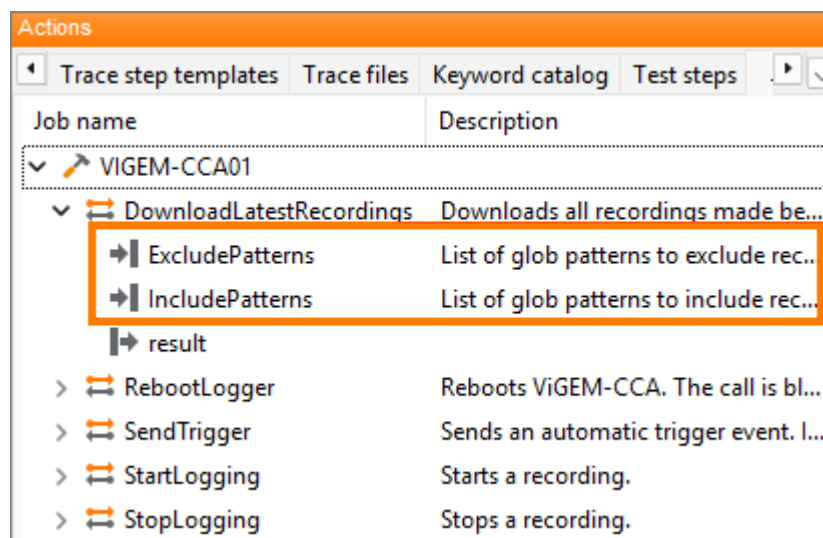 Actions
Trace step templates Trace files Keyword catalog Test steps
Job name Description
VIGEM-CCA01
DownloadLatestRecordings Downloads all recordings made be...
ExcludePatterns List of glob patterns to exclude rec...
IncludePatterns List of glob patterns to include rec...
result
RebootLogger Reboots ViGEM-CCA. The call is bl...
SendTrigger Sends an automatic trigger event. I...
StartLogging Starts a recording.
StopLogging Stops a recording.